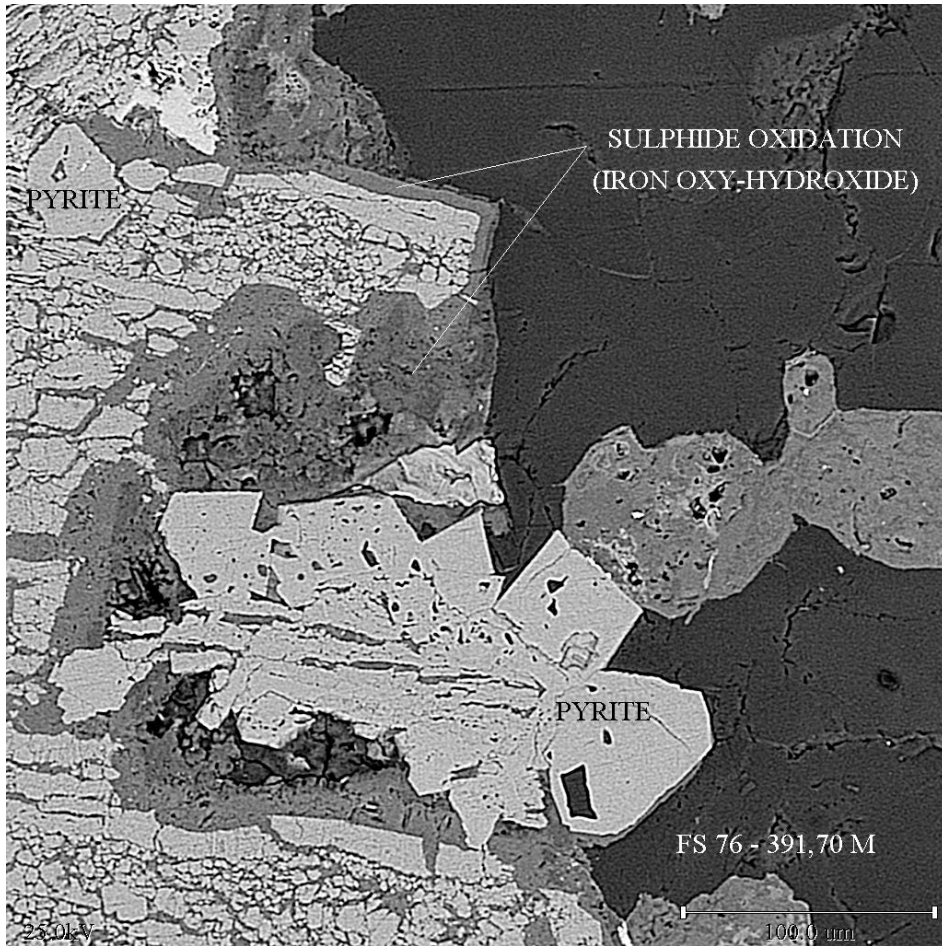 SULPHIDE OXIDATION
(IRON OXY-HYDROXIDE)
PYRITE
PYRITE
FS 76 - 391,70 M
25.0kV
100.0 um